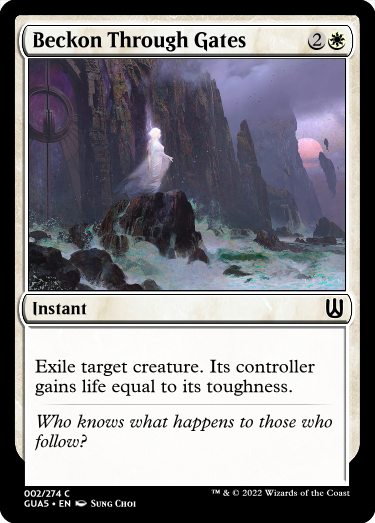 Beckon Through Gates 2
Instant
Exile target creature. Its controller
gains life equal to its toughness.
Who knows what happens to those who
follow?
002/274 C
GUA5 • EN Sung Choi
™ & © 2022 Wizards of the Coast